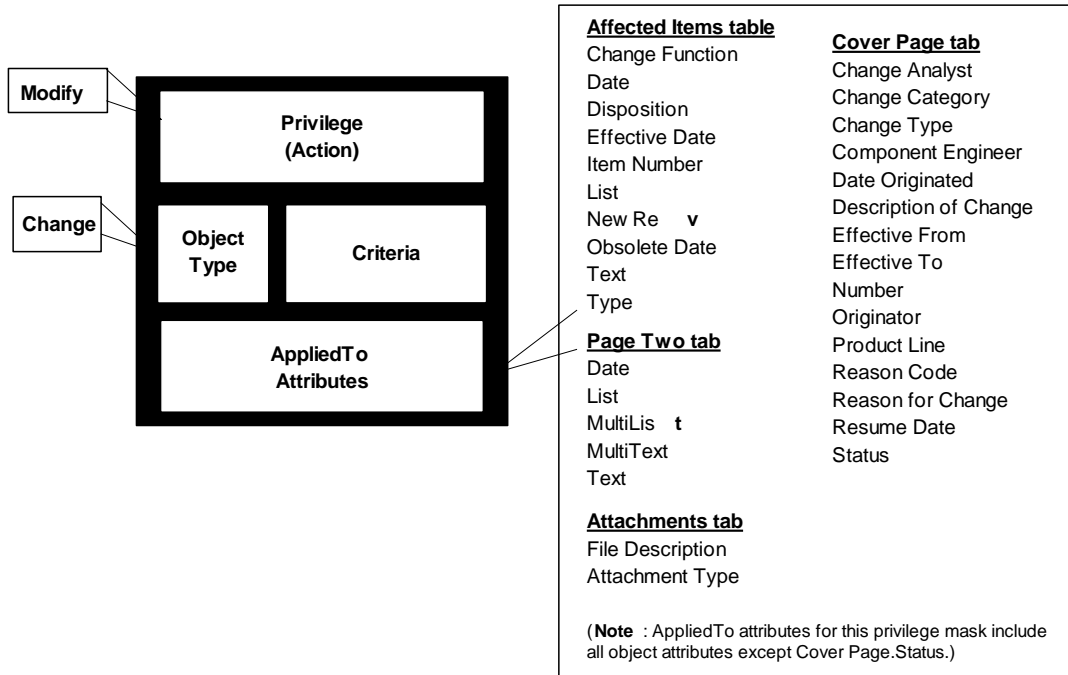 Modify
Change
Privilege
(Action)
Object
Type
Criteria
AppliedTo
Attributes
Affected Items table
Change Function
Date
Disposition
Effective Date
Item Number
List
New Re v
Obsolete Date
Text
Type
Page Two tab
Date
List
MultiLis t
MultiText
Text
Attachments tab
File Description
Attachment Type
Cover Page tab
Change Analyst
Change Category
Change Type
Component Engineer
Date Originated
Description of Change
Effective From
Effective To
Number
Originator
Product Line
Reason Code
Reason for Change
Resume Date
Status
(Note : AppliedTo attributes for this privilege mask include
all object attributes except Cover Page.Status.)